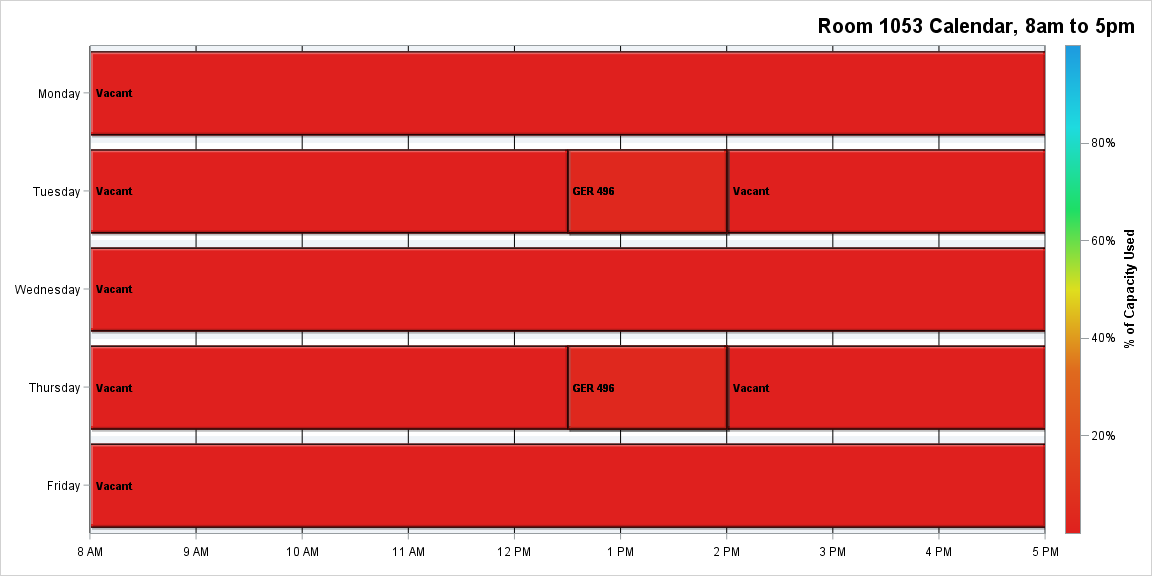 Room 1053 Calendar, 8am to 5pm
Monday
Vacant
Tuesday
Vacant
GER 496
Vacant
Wednesday
Vacant
Thursday
Vacant
GER 496
Vacant
Friday
Vacant
8 AM
9 AM
10 AM
11 AM
12 PM
1 PM
2 PM
3 PM
4 PM
5 PM
80%
60%
40%
20%
% of Capacity Used